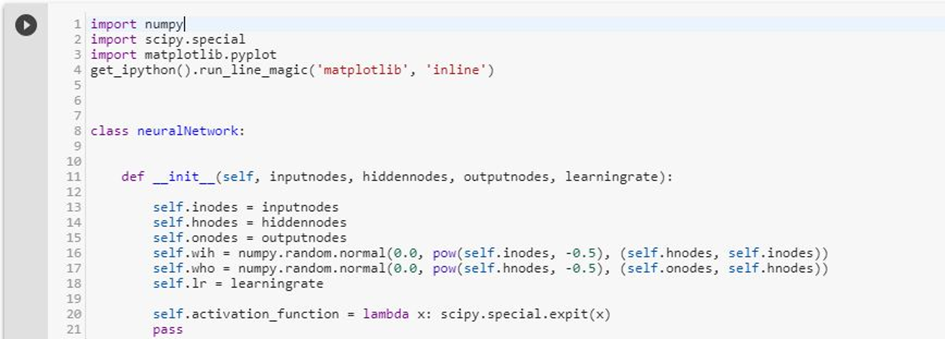 1 import numpy
2 import scipy.special
3 import matplotlib.pyplot
4 get_ipython().run_line_magic('matplotlib', 'inline')
5
6
7
8 class neuralNetwork:
9
10
11     def __init__(self, inputnodes, hiddennodes, outputnodes, learningrate):
12
13         self.inodes = inputnodes
14         self.hnodes = hiddennodes
15         self.onodes = outputnodes
16         self.wih = numpy.random.normal(0.0, pow(self.inodes, -0.5), (self.hnodes, self.inodes))
17         self.who = numpy.random.normal(0.0, pow(self.hnodes, -0.5), (self.onodes, self.hnodes))
18         self.lr = learningrate
19
20         self.activation_function = lambda x: scipy.special.expit(x)
21         pass